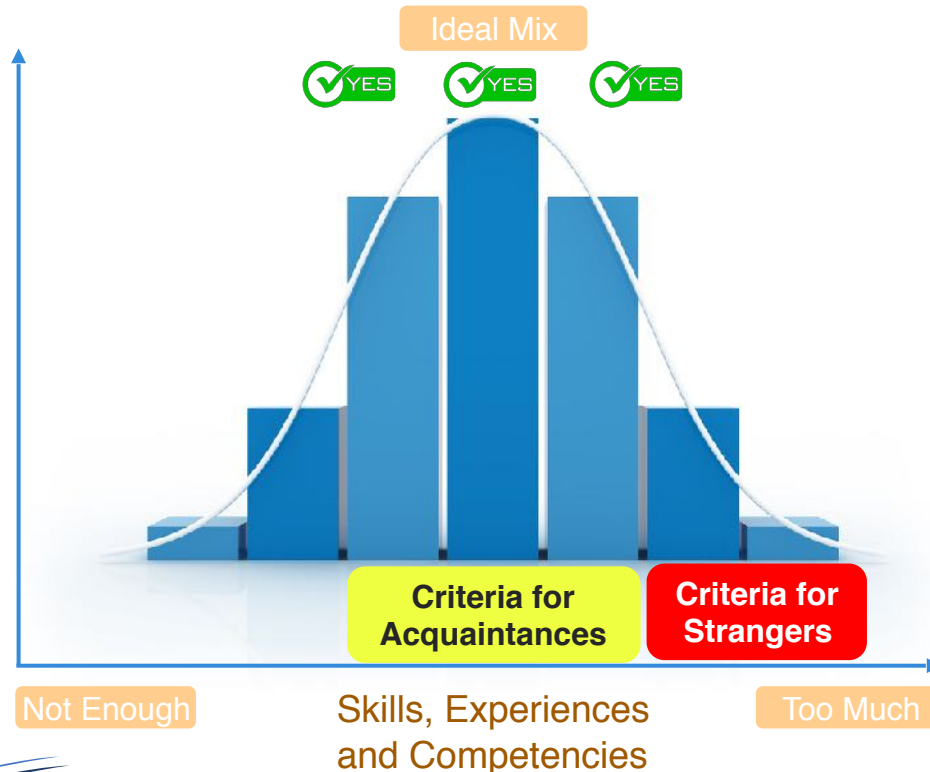 Ideal Mix
YES YES YES
Criteria for
Acquaintances
Criteria for
Strangers
Not Enough
Skills, Experiences
and Competencies
Too Much